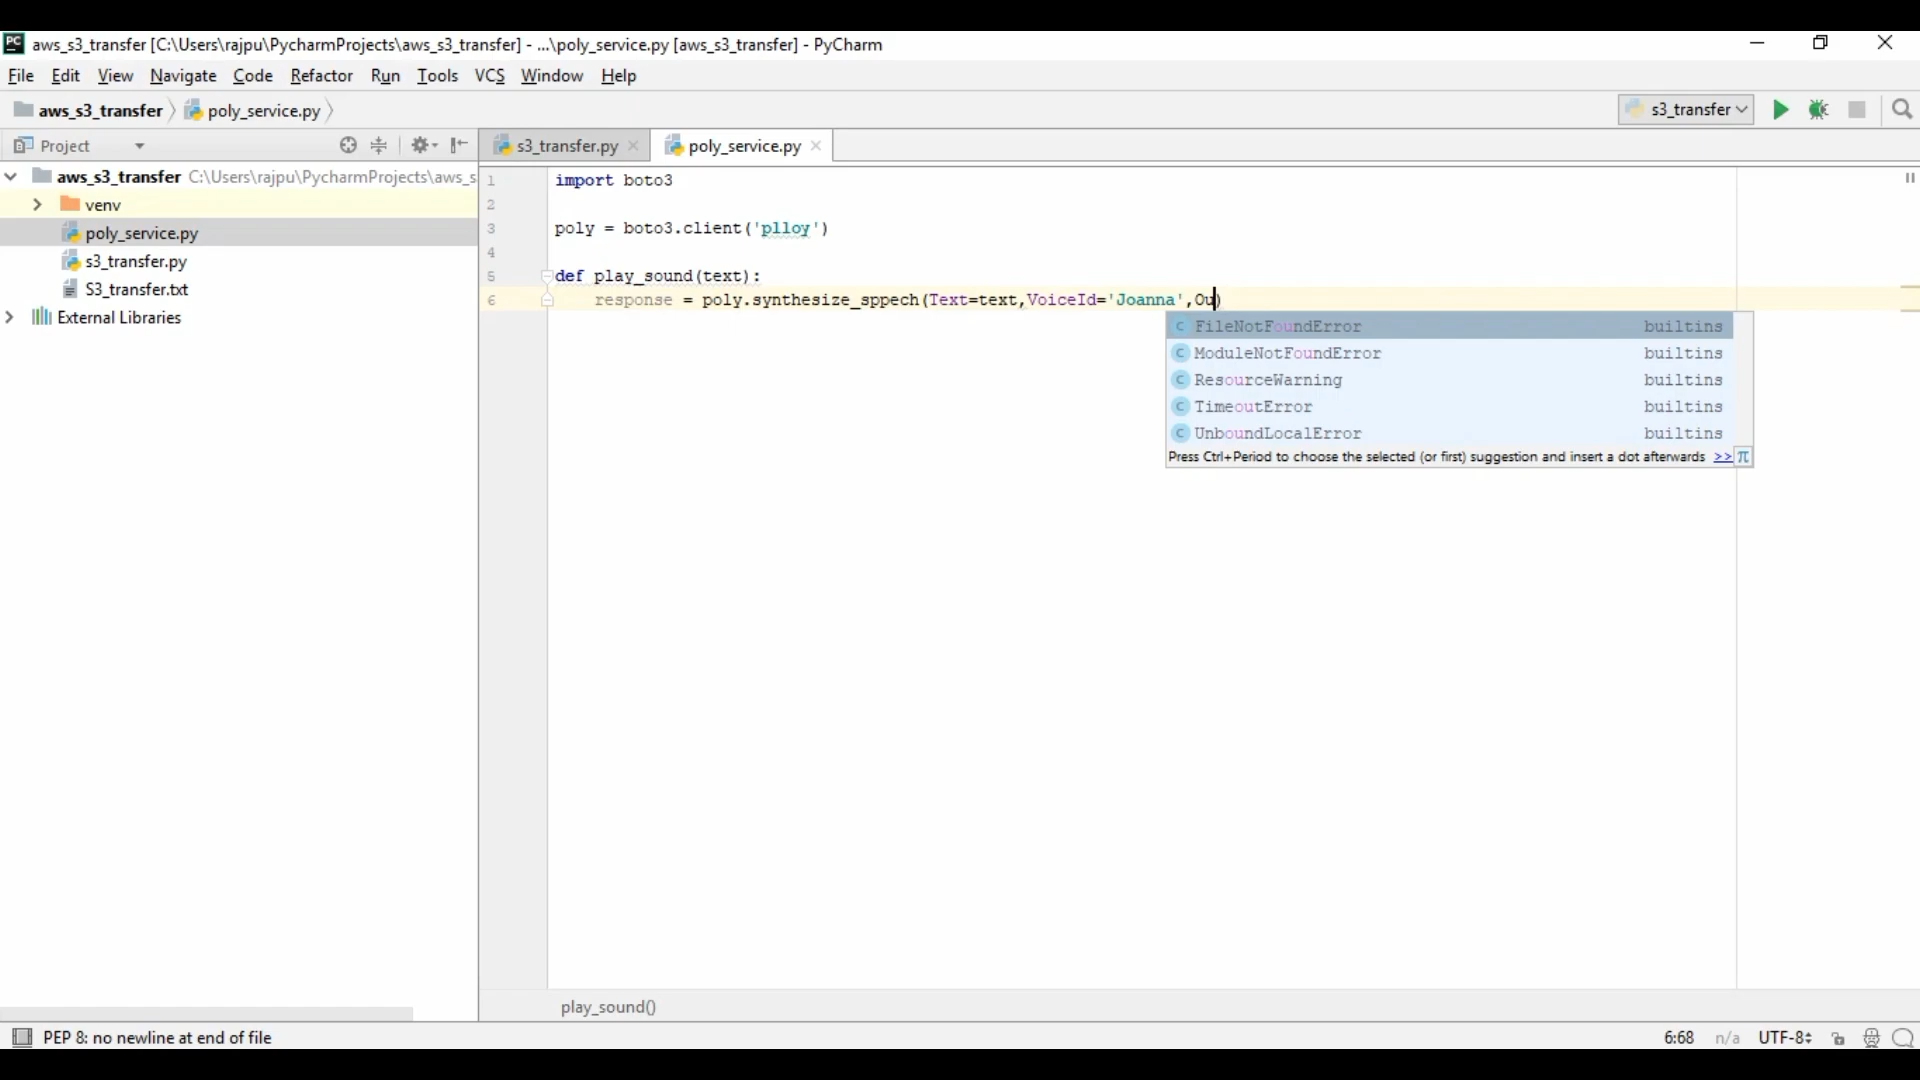 PC aws_s3_transfer [C:\Users\rajpu\PycharmProjects\aws_s3_transfer] - ...\poly_service.py [aws_s3_transfer] - PyCharm
File Edit View Navigate Code Refactor Run Tools VCS Window Help
aws_s3_transfer poly_service.py s3_transfer
Project
s3_transfer.py poly_service.py
aws_s3_transfer C:\Users\rajpu\PycharmProjects\aws_s
venv
poly_service.py
s3_transfer.py
S3_transfer.txt
External Libraries
1 import boto3
2
3 poly = boto3.client('plloy')
4
5 def play_sound(text):
6 response = poly.synthesize_sppech(Text=text,VoiceId='Joanna',Ou)
C FileNotFoundError builtins
C ModuleNotFoundError builtins
C ResourceWarning builtins
C TimeoutError builtins
C UnboundLocalError builtins
Press Ctrl+Period to choose the selected (or first) suggestion and insert a dot afterwards >> π
play_sound()
PEP 8: no newline at end of file 6:68 n/a UTF-8